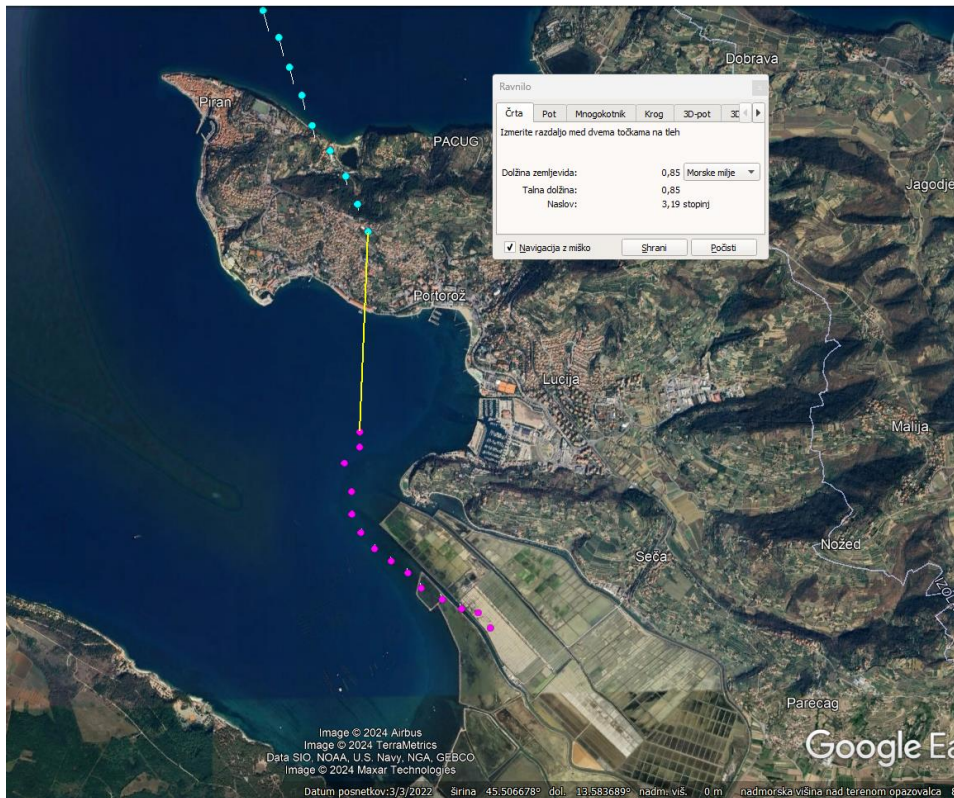 Dobrava
Piran
PACUG
Jagodje
Ravnilo
Črta Pot Mnogokotnik Krog 3D-pot
Izmerite razdaljo med dvema točkama na tleh
Dolžina zemljevida: 0,85 Morske milje
Talna dolžina: 0,85
Naslov: 3,19 stopinj
Navigacija z miško Shrani Počisti
Portorož
Lucija
Malija
Nožed
Seča
IZOL
Parecag
Image © 2024 Airbus
Image © 2024 TerraMetrics
Data SIO, NOAA, U.S. Navy, NGA, GEBCO
Image © 2024 Maxar Technologies
Google Ea
Datum posnetkov:3/3/2022 širina 45.506678° dol. 13.583689° nadm. viš. 0 m nadmorska višina nad terenom opazovalca 8